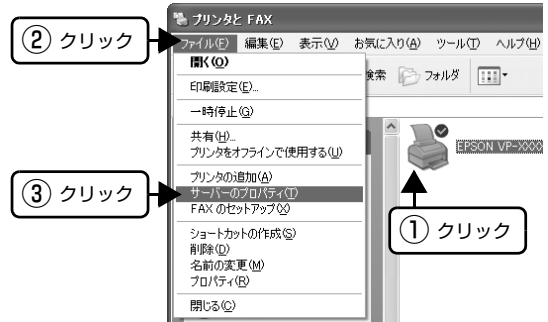 プリンタと FAX
② クリック
ファイル(F) 編集(E) 表示(V) お気に入り(A) ツール(T) ヘルプ(H)
開く(O)
検索 フォルダ
印刷設定(E)...
一時停止(G)
共有(H)...
プリンタをオフラインで使用する(U)
EPSON VP-XXXX
プリンタの追加(A)
③ クリック
サーバーのプロパティ(T)
FAX のセットアップ(X)
① クリック
ショートカットの作成(S)
削除(D)
名前の変更(M)
プロパティ(R)
閉じる(C)